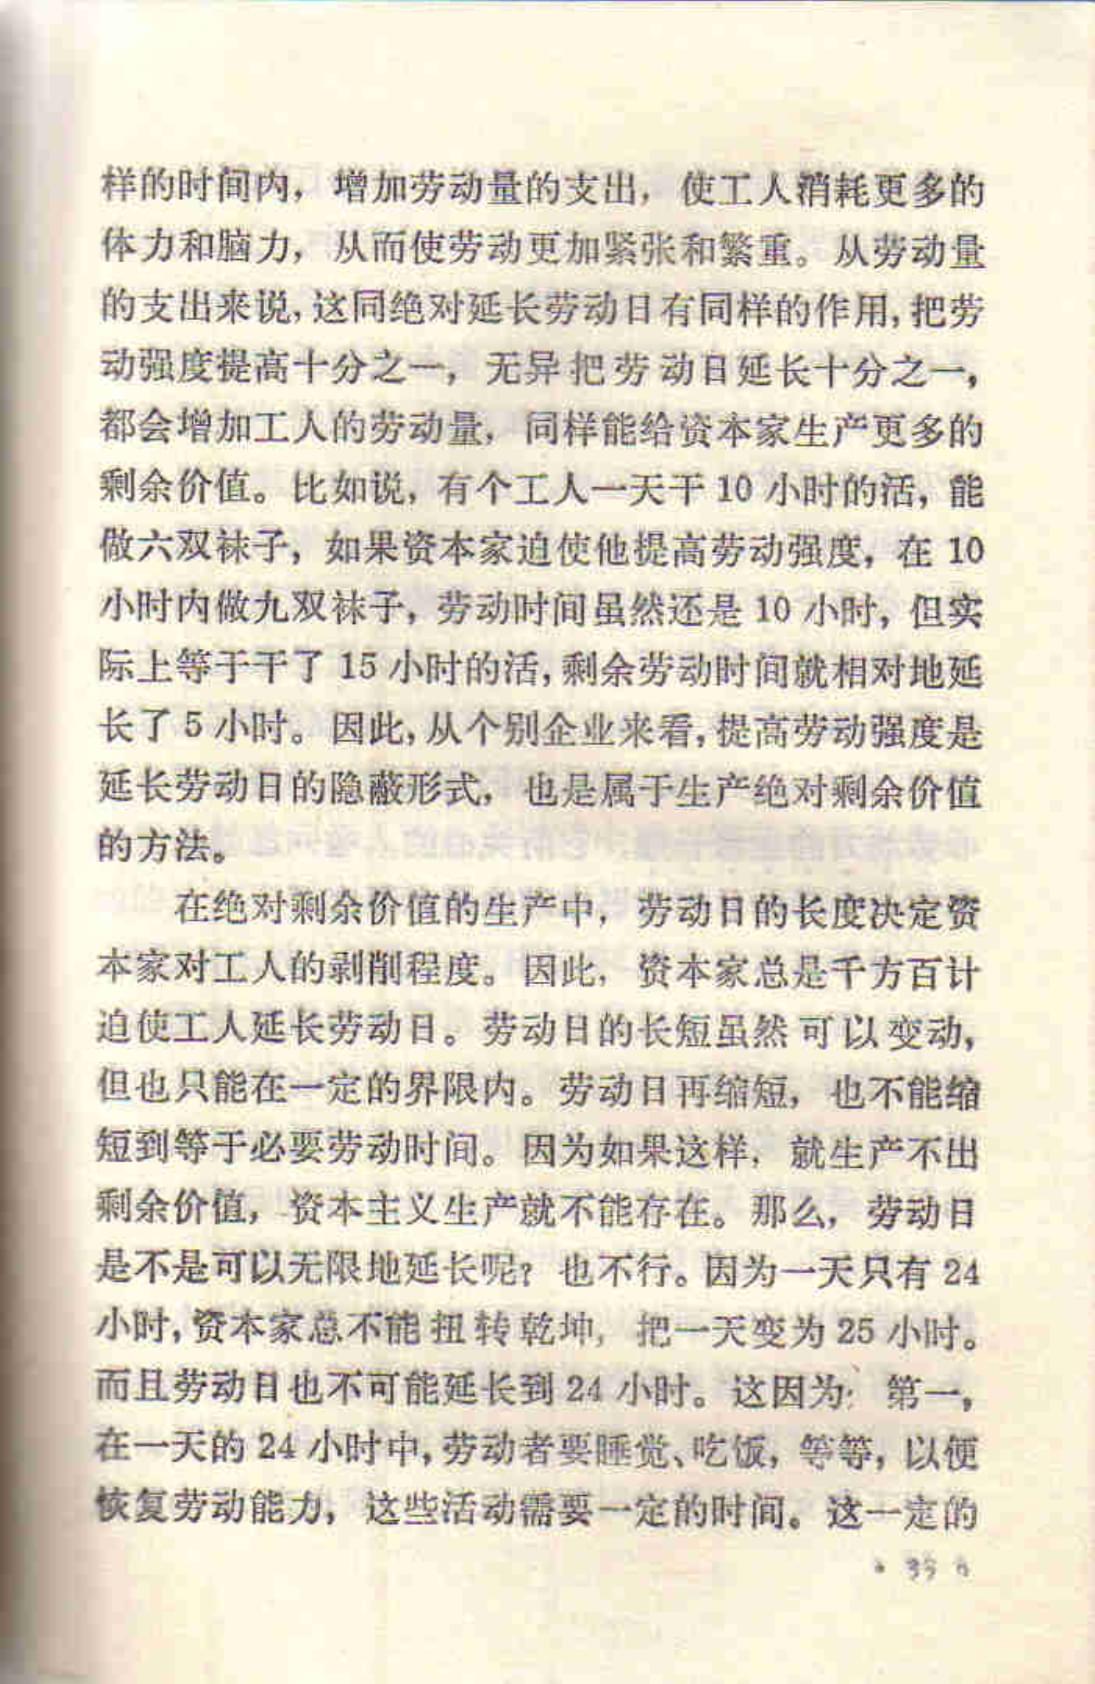 样的时间内，增加劳动量的支出，使工人消耗更多的
体力和脑力，从而使劳动更加紧张和繁重。从劳动量
的支出来说，这同绝对延长劳动日有同样的作用，把劳
动强度提高十分之一，无异把劳动日延长十分之一，
都会增加工人的劳动量，同样能给资本家生产更多的
剩余价值。比如说，有个工人一天干10小时的活，能
做六双袜子，如果资本家迫使他提高劳动强度，在10
小时内做九双袜子，劳动时间虽然还是10小时，但实
际上等于干了15小时的活，剩余劳动时间就相对地延
长了5小时。因此，从个别企业来看，提高劳动强度是
延长劳动日的隐蔽形式，也是属于生产绝对剩余价值
的方法。
在绝对剩余价值的生产中，劳动日的长度决定资
本家对工人的剥削程度。因此，资本家总是千方百计
迫使工人延长劳动日。劳动日的长短虽然可以变动，
但也只能在一定的界限内。劳动日再缩短，也不能缩
短到等于必要劳动时间。因为如果这样，就生产不出
剩余价值，资本主义生产就不能存在。那么，劳动日
是不是可以无限地延长呢？也不行。因为一天只有24
小时，资本家总不能扭转乾坤，把一天变为25小时。
而且劳动日也不可能延长到24小时。这因为：第一，
在一天的24小时中，劳动者要睡觉、吃饭，等等，以便
恢复劳动能力，这些活动需要一定的时间。这一定的